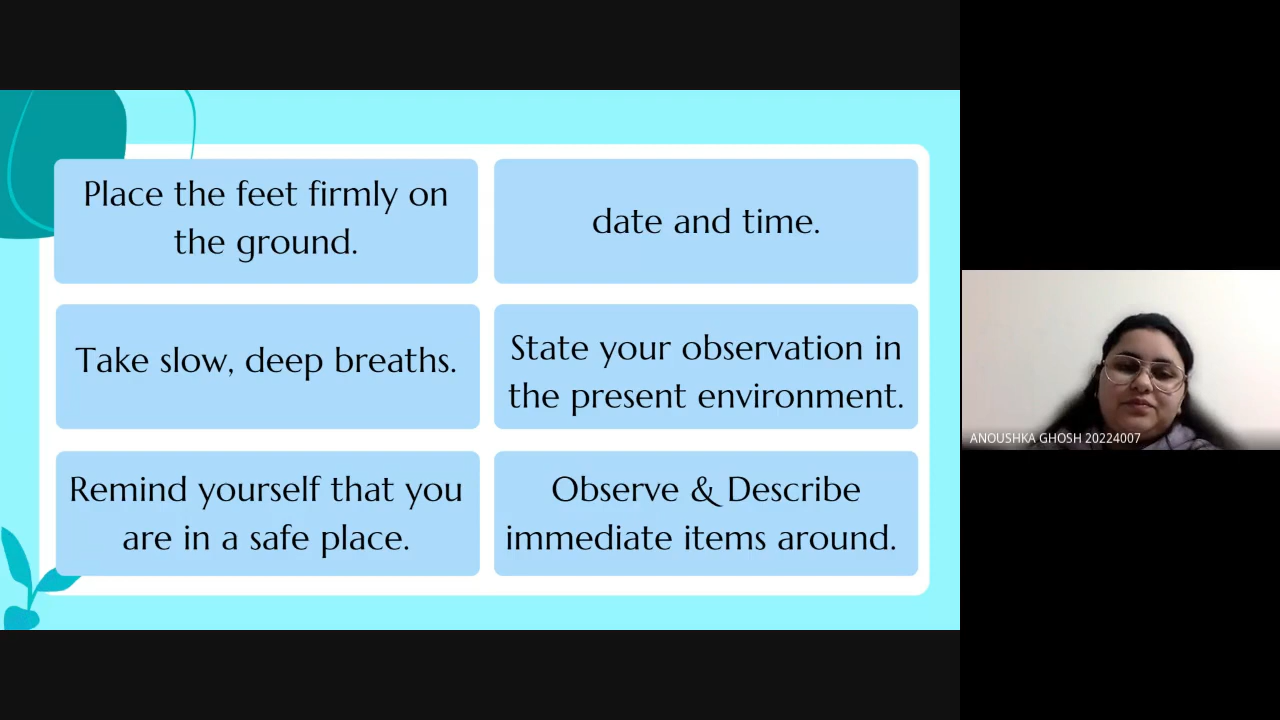 Place the feet firmly on
the ground.
date and time.
Take slow, deep breaths.
State your observation in
the present environment.
Remind yourself that you
are in a safe place.
Observe & Describe
immediate items around.
ANOUSHKA GHOSH 20224007